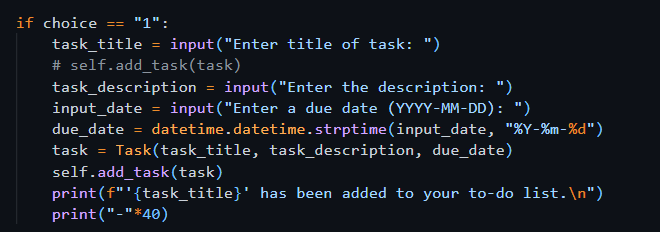 if choice == "1":
    task_title = input("Enter title of task: ")
    # self.add_task(task)
    task_description = input("Enter the description: ")
    input_date = input("Enter a due date (YYYY-MM-DD): ")
    due_date = datetime.datetime.strptime(input_date, "%Y-%m-%d")
    task = Task(task_title, task_description, due_date)
    self.add_task(task)
    print(f"'{task_title}' has been added to your to-do list.\n")
    print("-"*40)